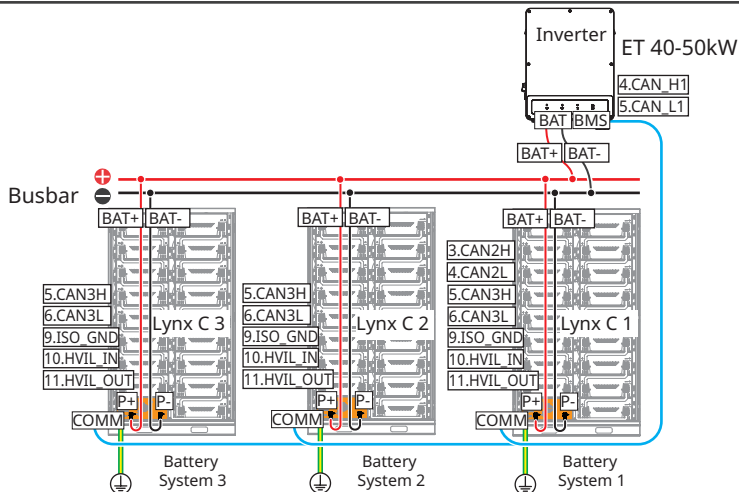 Inverter
ET 40-50kW
4.CAN_H1
5.CAN_L1
BAT BMS
BAT+ BAT-
Busbar
BAT+ BAT-
5.CAN3H
6.CAN3L
9.ISO_GND
10.HVIL_IN
11.HVIL_OUT
Lynx C 3
P+ P-
COMM
Battery
System 3
BAT+ BAT-
5.CAN3H
6.CAN3L
9.ISO_GND
10.HVIL_IN
11.HVIL_OUT
Lynx C 2
P+ P-
COMM
Battery
System 2
BAT+ BAT-
3.CAN2H
4.CAN2L
5.CAN3H
6.CAN3L
9.ISO_GND
10.HVIL_IN
11.HVIL_OUT
Lynx C 1
P+ P-
COMM
Battery
System 1